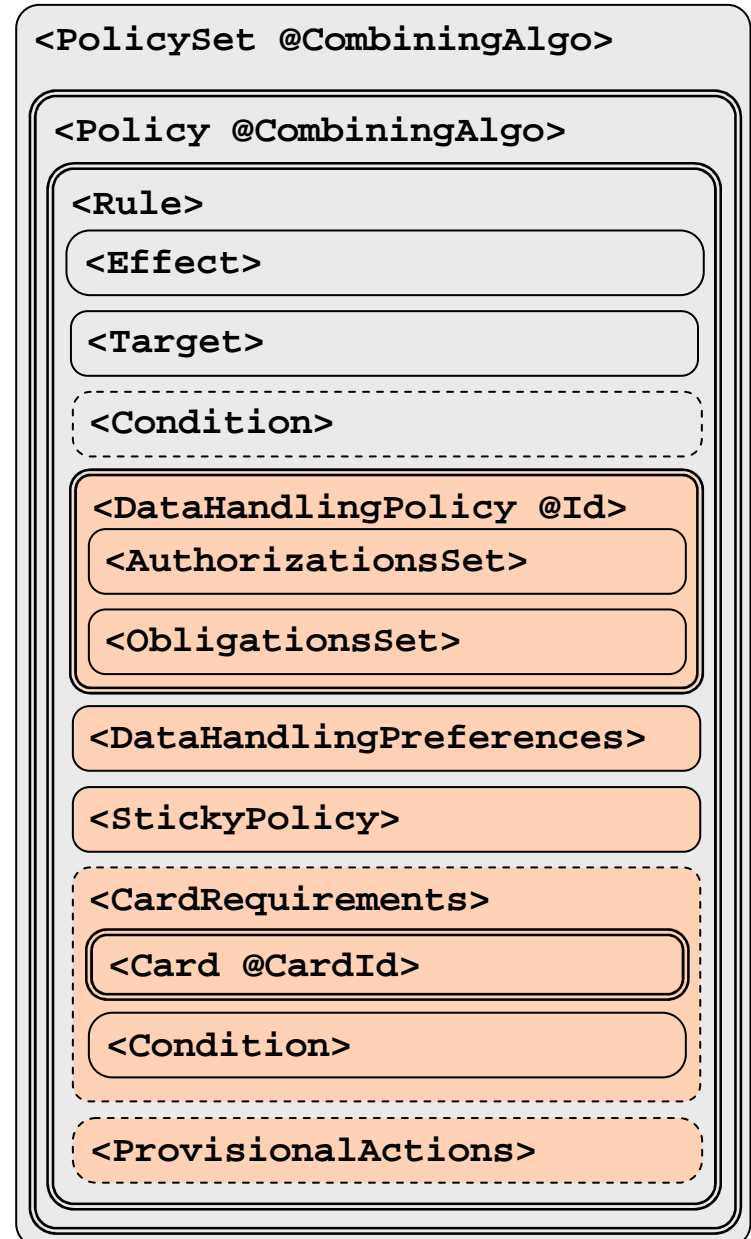 <PolicySet @CombiningAlgo>
<Policy @CombiningAlgo>
<Rule>
<Effect>
<Target>
<Condition>
<DataHandlingPolicy @Id>
<AuthorizationsSet>
<ObligationsSet>
<DataHandlingPreferences>
<StickyPolicy>
<CardRequirements>
<Card @CardId>
<Condition>
<ProvisionalActions>